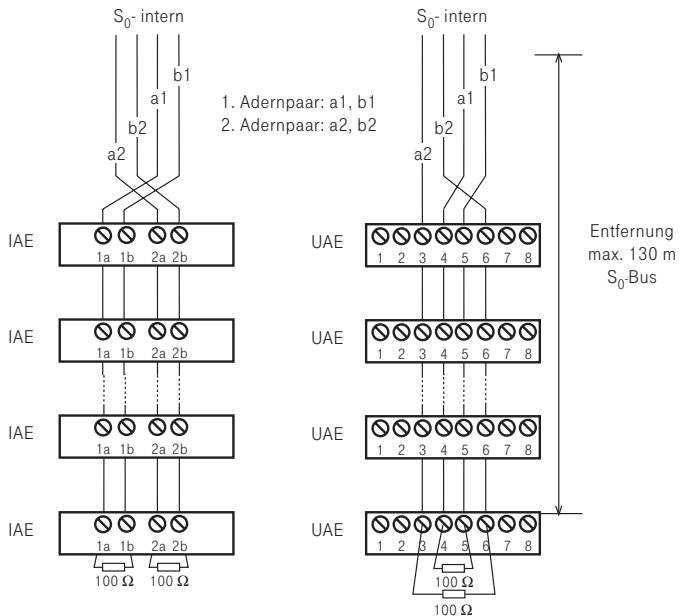 S0- intern
S0- intern
b1
a1
b2
a2
b1
a1
b2
a2
1. Adernpaar: a1, b1
2. Adernpaar: a2, b2
IAE
1a 1b 2a 2b
UAE
1 2 3 4 5 6 7 8
Entfernung
max. 130 m
S0-Bus
IAE
1a 1b 2a 2b
UAE
1 2 3 4 5 6 7 8
IAE
1a 1b 2a 2b
UAE
1 2 3 4 5 6 7 8
IAE
1a 1b 2a 2b
100 Ω 100 Ω
UAE
1 2 3 4 5 6 7 8
100 Ω
100 Ω